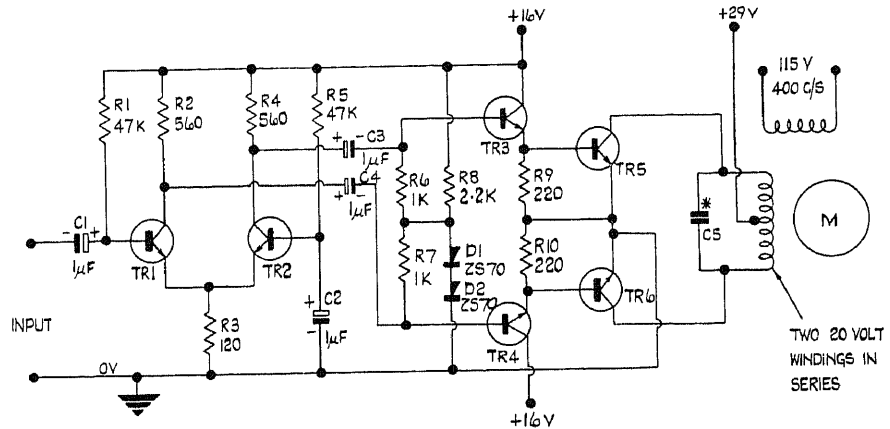 +16V
+29V
115 V
400 C/S
R1
47K
R2
560
R4
560
R5
47K
C3
+ -
1µF
C4
+ -
1µF
R6
1K
R8
2.2K
TR3
R9
220
TR5
C5
*
M
- C1 +
1µF
TR1
TR2
R7
1K
D1
ZS70
D2
ZS70
R10
220
TR6
C2
+
-
1µF
R3
120
TR4
INPUT
0V
+16V
TWO 20 VOLT
WINDINGS IN
SERIES